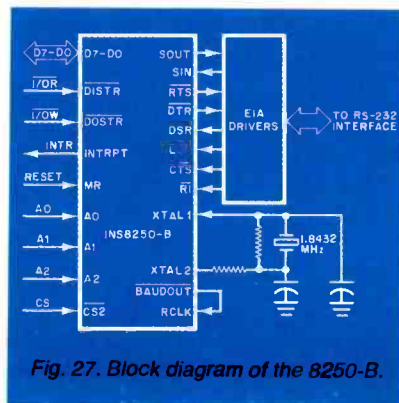 D7-D0 D7-D0 SOUT
SIN
I/OR DISTR RTS
DTR
I/OW DOSTR DSR
EIA DRIVERS
TO RS-232 INTERFACE
INTR INTRPT
CTS
RESET MR RI
A0 A0 XTAL1
INS8250-B
1.8432 MHz
A1 A1
A2 A2 XTAL2
BAUDOUT
CS CS2 RCLK
Fig. 27. Block diagram of the 8250-B.